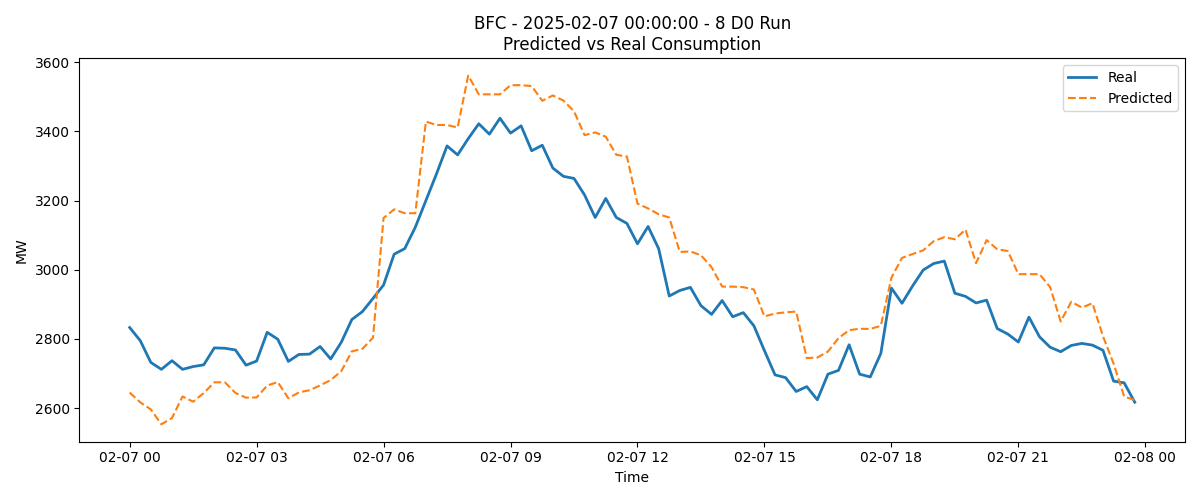 BFC - 2025-02-07 00:00:00 - 8 D0 Run
Predicted vs Real Consumption
Real
Predicted
MW
3600
3400
3200
3000
2800
2600
02-07 00
02-07 03
02-07 06
02-07 09
02-07 12
02-07 15
02-07 18
02-07 21
02-08 00
Time